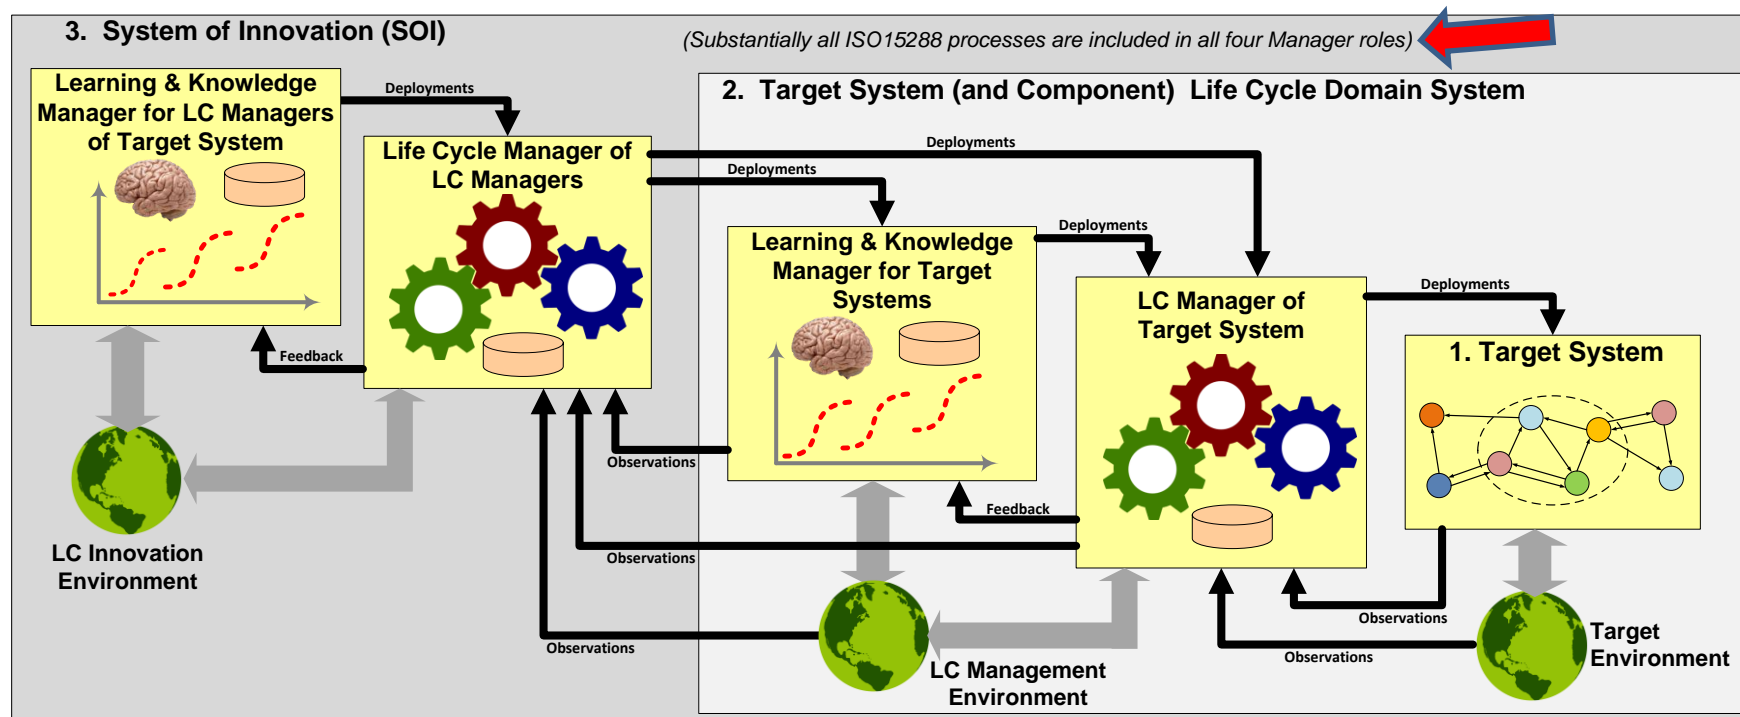 3.  System of Innovation (SOI)
(Substantially all ISO15288 processes are included in all four Manager roles)
Learning & Knowledge
Manager for LC Managers
of Target System
Deployments
2.  Target System (and Component)  Life Cycle Domain System
Life Cycle Manager of
LC Managers
Deployments
Deployments
Learning & Knowledge
Manager for Target
Systems
Deployments
LC Manager of
Target System
Deployments
1. Target System
Feedback
Observations
Feedback
Observations
Observations
Observations
Observations
LC Innovation
Environment
LC Management
Environment
Target
Environment